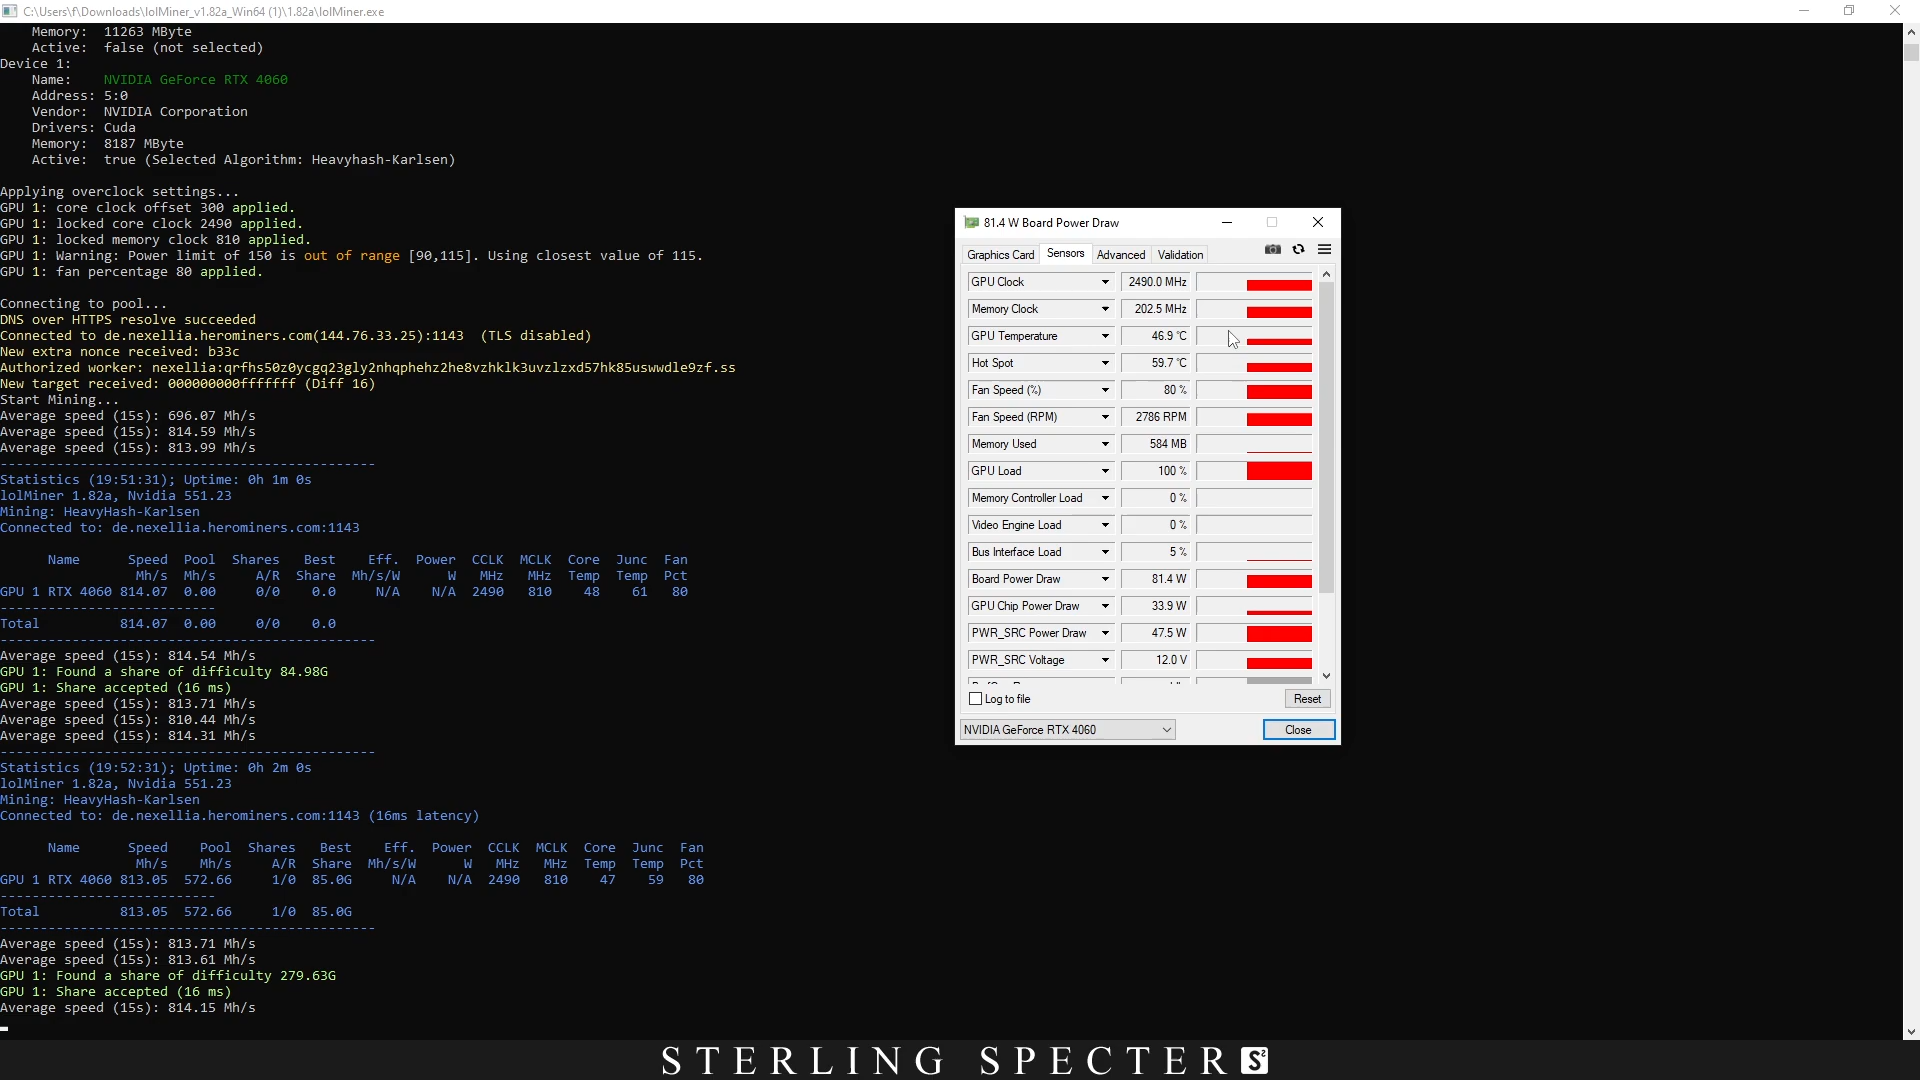 C:\Users\f\Downloads\lolMiner_v1.82a_Win64 (1)\1.82a\lolMiner.exe
Memory: 11263 MByte
Active: false (not selected)
Device 1:
Name: NVIDIA GeForce RTX 4060
Address: 5:0
Vendor: NVIDIA Corporation
Drivers: Cuda
Memory: 8187 MByte
Active: true (Selected Algorithm: Heavyhash-Karlsen)
Applying overclock settings...
GPU 1: core clock offset 300 applied.
GPU 1: locked core clock 2490 applied.
GPU 1: locked memory clock 810 applied.
GPU 1: Warning: Power limit of 150 is out of range [90,115]. Using closest value of 115.
GPU 1: fan percentage 80 applied.
Connecting to pool...
DNS over HTTPS resolve succeeded
Connected to de.nexellia.herominers.com(144.76.33.25):1143 (TLS disabled)
New extra nonce received: b33c
Authorized worker: nexellia:qrfhs50z0ycgq23gly2nhqphehz2he8vzhklk3uvzlzxd57hk85uswwdle9zf.ss
New target received: 000000000fffffff (Diff 16)
Start Mining...
Average speed (15s): 696.07 Mh/s
Average speed (15s): 814.59 Mh/s
Average speed (15s): 813.99 Mh/s
-----------------------------------------------
Statistics (19:51:31); Uptime: 0h 1m 0s
lolMiner 1.82a, Nvidia 551.23
Mining: HeavyHash-Karlsen
Connected to: de.nexellia.herominers.com:1143
Name Speed Pool Shares Best Eff. Power CCLK MCLK Core Junc Fan
Mh/s Mh/s A/R Share Mh/s/W W MHz MHz Temp Temp Pct
GPU 1 RTX 4060 814.07 0.00 0/0 0.0 N/A N/A 2490 810 48 61 80
---------------------------
Total 814.07 0.00 0/0 0.0
-----------------------------------------------
Average speed (15s): 814.54 Mh/s
GPU 1: Found a share of difficulty 84.98G
GPU 1: Share accepted (16 ms)
Average speed (15s): 813.71 Mh/s
Average speed (15s): 810.44 Mh/s
Average speed (15s): 814.31 Mh/s
-----------------------------------------------
Statistics (19:52:31); Uptime: 0h 2m 0s
lolMiner 1.82a, Nvidia 551.23
Mining: HeavyHash-Karlsen
Connected to: de.nexellia.herominers.com:1143 (16ms latency)
Name Speed Pool Shares Best Eff. Power CCLK MCLK Core Junc Fan
Mh/s Mh/s A/R Share Mh/s/W W MHz MHz Temp Temp Pct
GPU 1 RTX 4060 813.05 572.66 1/0 85.0G N/A N/A 2490 810 47 59 80
---------------------------
Total 813.05 572.66 1/0 85.0G
-----------------------------------------------
Average speed (15s): 813.71 Mh/s
Average speed (15s): 813.61 Mh/s
GPU 1: Found a share of difficulty 279.63G
GPU 1: Share accepted (16 ms)
Average speed (15s): 814.15 Mh/s
81.4 W Board Power Draw
Graphics Card Sensors Advanced Validation
GPU Clock 2490.0 MHz
Memory Clock 202.5 MHz
GPU Temperature 46.9 °C
Hot Spot 59.7 °C
Fan Speed (%) 80 %
Fan Speed (RPM) 2786 RPM
Memory Used 584 MB
GPU Load 100 %
Memory Controller Load 0 %
Video Engine Load 0 %
Bus Interface Load 5 %
Board Power Draw 81.4 W
GPU Chip Power Draw 33.9 W
PWR_SRC Power Draw 47.5 W
PWR_SRC Voltage 12.0 V
Log to file Reset
NVIDIA GeForce RTX 4060 Close
STERLING SPECTER S²